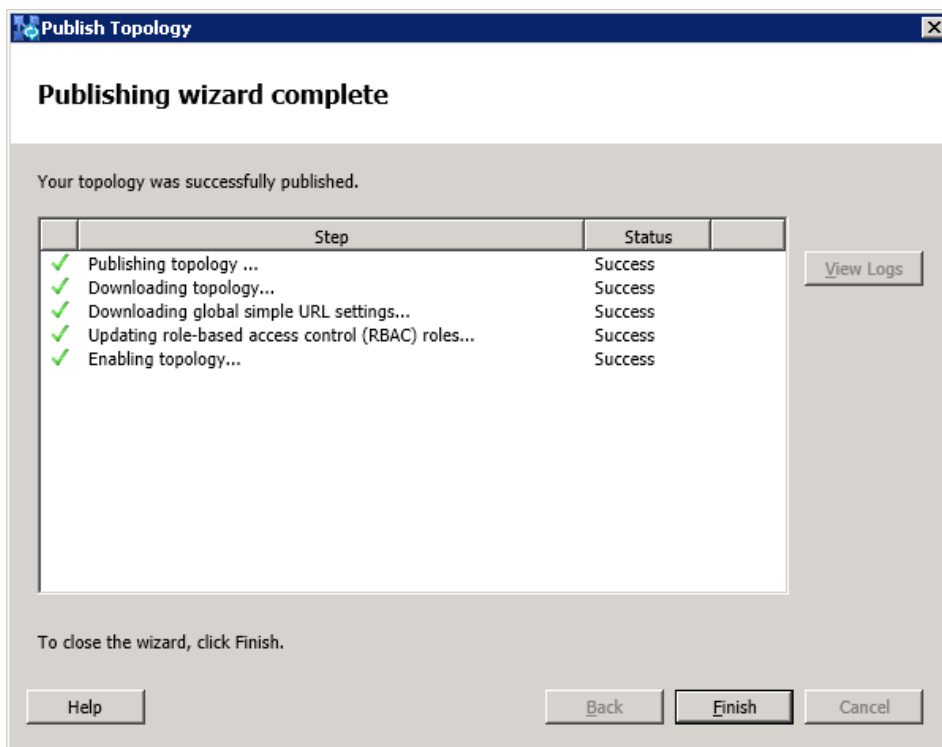 Publish Topology
Publishing wizard complete
Your topology was successfully published.
Step Status
Publishing topology ... Success
Downloading topology... Success
Downloading global simple URL settings... Success
Updating role-based access control (RBAC) roles... Success
Enabling topology... Success
View Logs
To close the wizard, click Finish.
Help Back Finish Cancel